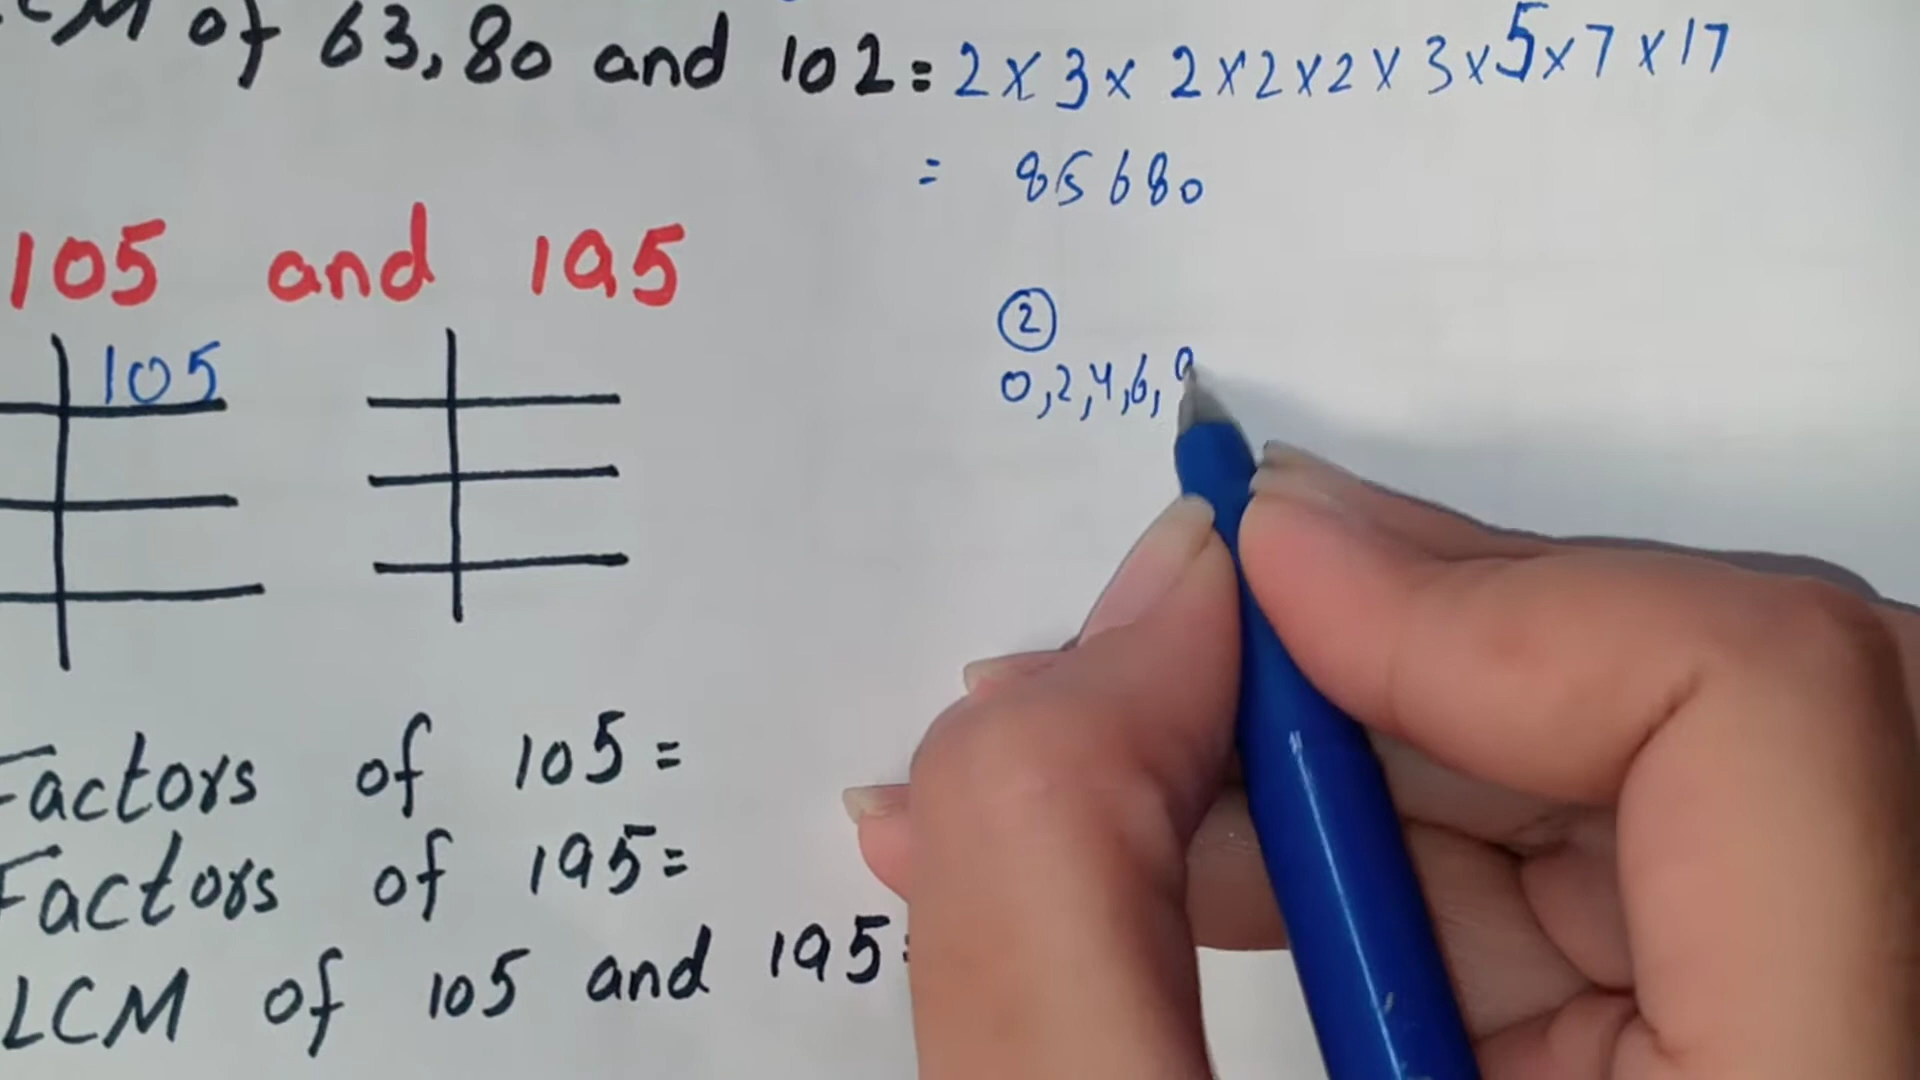 CM of 63,80 and 102 = 2 x 3 x 2 x 2 x 2 x 3 x 5 x 7 x 17
= 85680
105 and 195
105
②
0,2,4,6,
Factors of 105 =
Factors of 195 =
LCM of 105 and 195 =